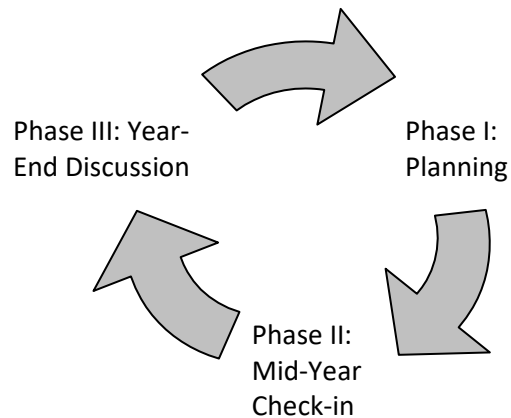 Phase III: Year-
End Discussion
Phase I:
Planning
Phase II:
Mid-Year
Check-in